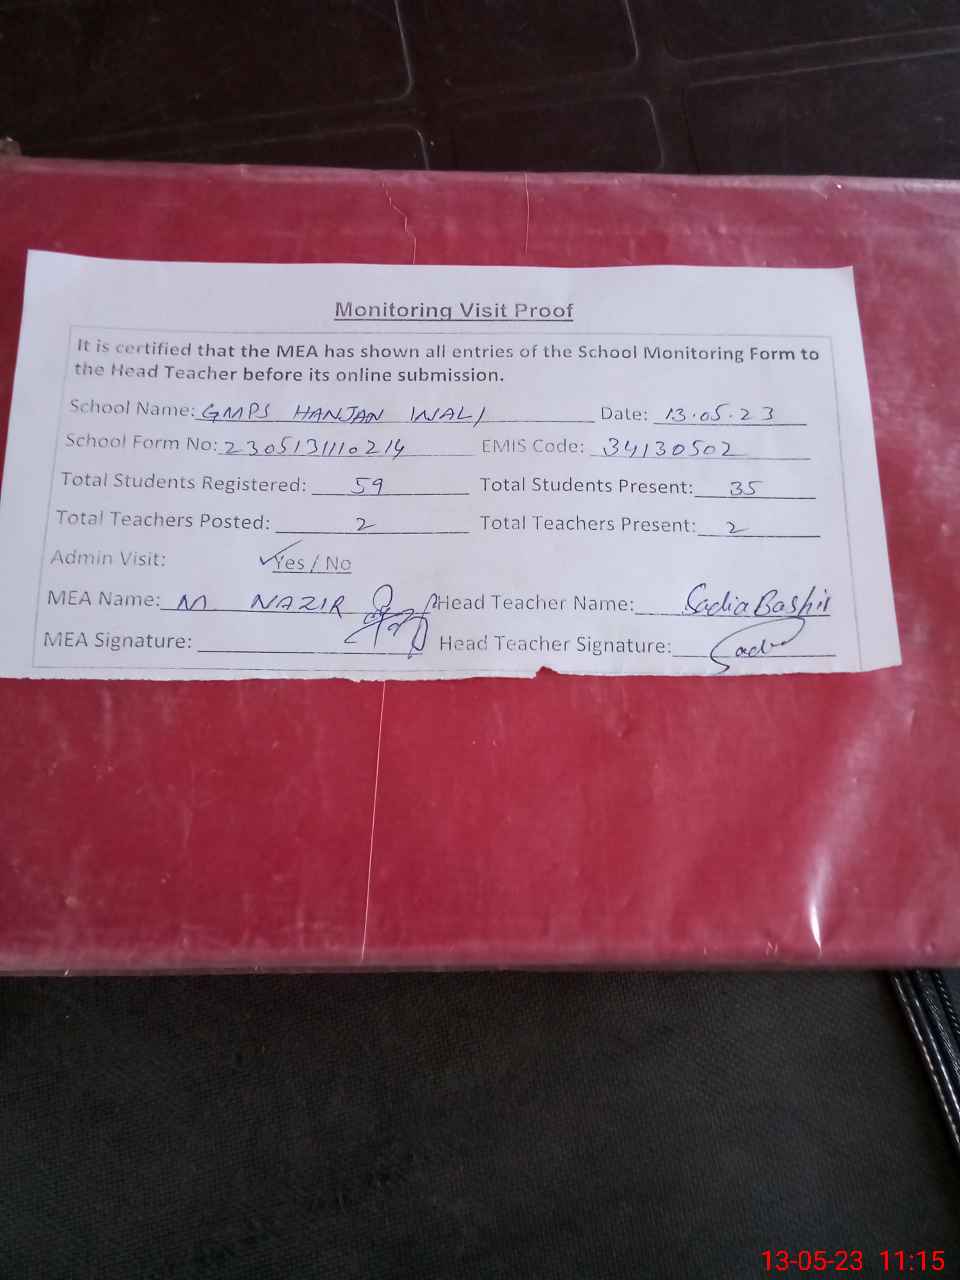 Monitoring Visit Proof
It is certified that the MEA has shown all entries of the School Monitoring Form to
the Head Teacher before its online submission.
School Name: GMPS HANJAN WALI Date: 13.05.23
School Form No: 2305131110214 EMIS Code: 34130502
Total Students Registered: 59 Total Students Present: 35
Total Teachers Posted: 2 Total Teachers Present: 2
Admin Visit: ✓Yes / No
MEA Name: M NAZIR Head Teacher Name: Sadia Bashir
MEA Signature: Head Teacher Signature: Sadia
13-05-23 11:15